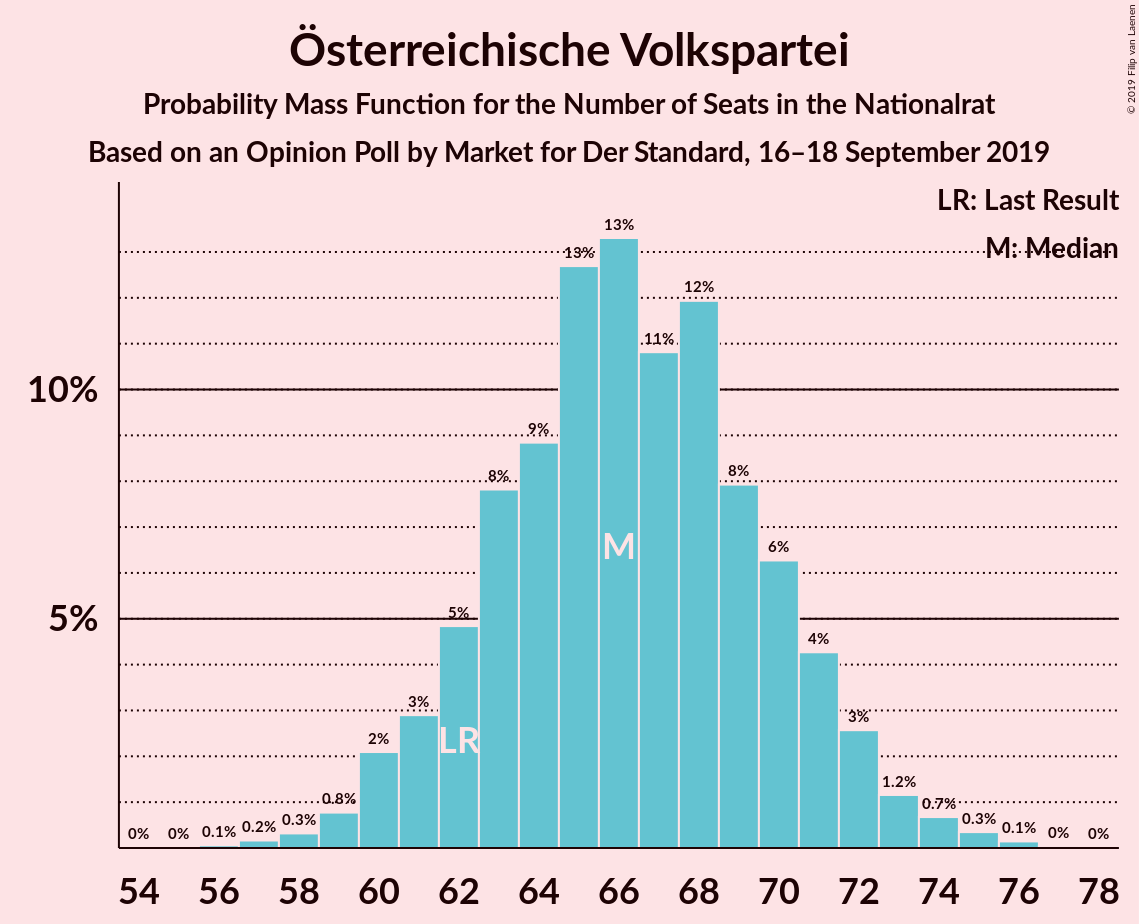 Österreichische Volkspartei
Probability Mass Function for the Number of Seats in the Nationalrat
Based on an Opinion Poll by Market for Der Standard, 16–18 September 2019
© 2019 Filip van Laenen
LR: Last Result
M: Median
10%
5%
0% 0% 0.1% 0.2% 0.3% 0.8% 2% 3% 5% 8% 9% 13% 13% 11% 12% 8% 6% 4% 3% 1.2% 0.7% 0.3% 0.1% 0% 0%
M
LR
54 56 58 60 62 64 66 68 70 72 74 76 78